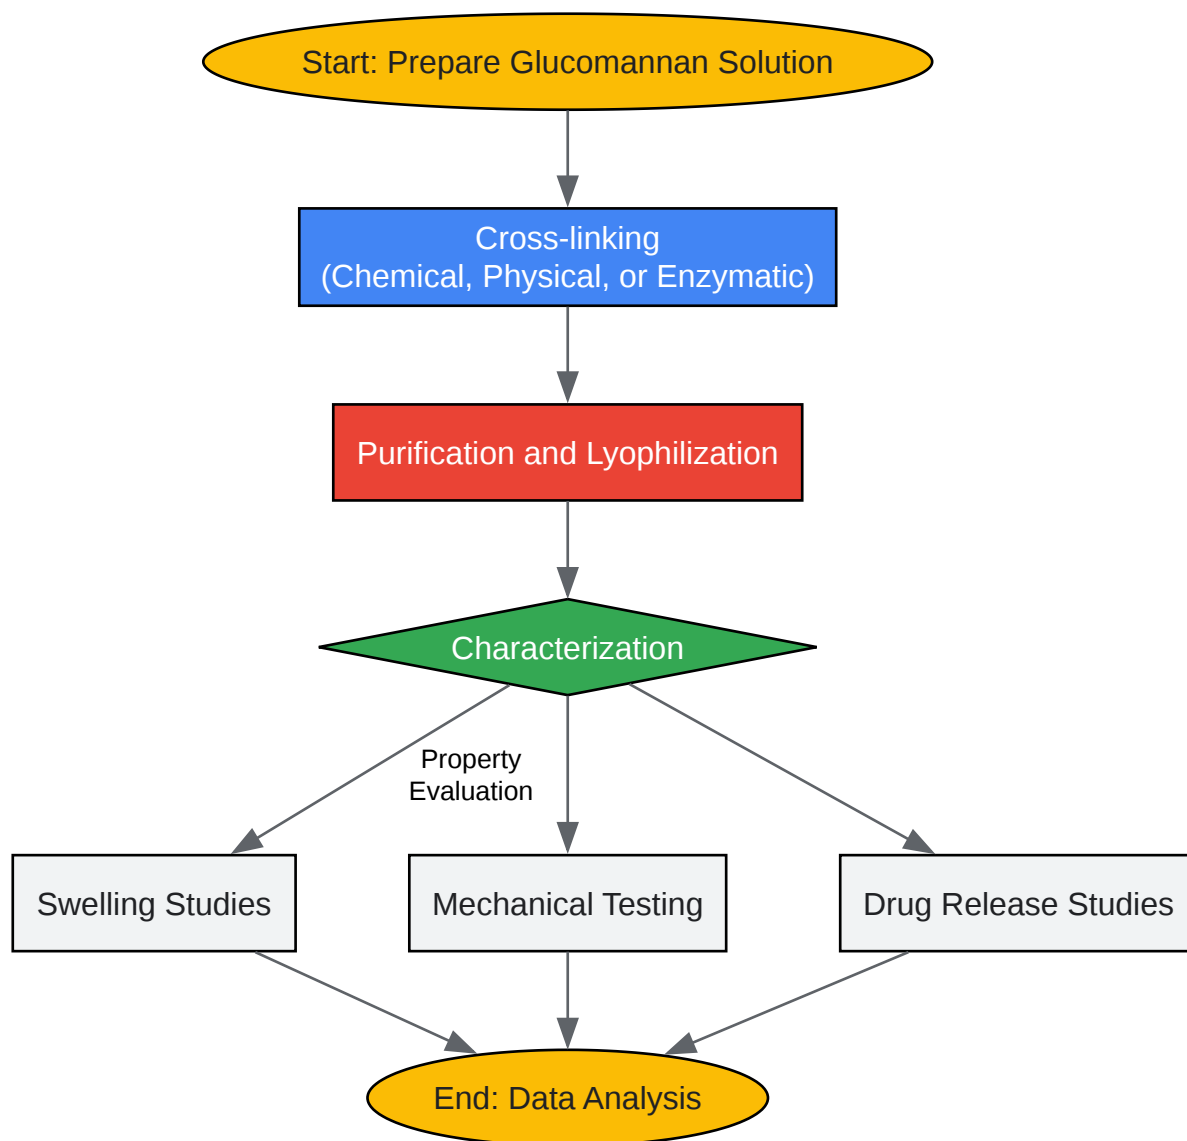 Start: Prepare Glucomannan Solution
Cross-linking
(Chemical, Physical, or Enzymatic)
Purification and Lyophilization
Characterization
Property
Evaluation
Swelling Studies
Mechanical Testing
Drug Release Studies
End: Data Analysis